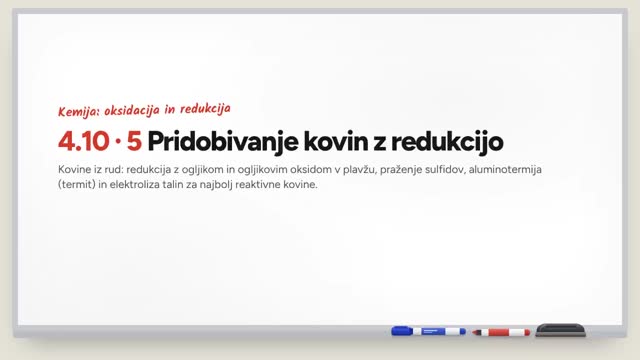 Kemija: oksidacija in redukcija
4.10 · 5 Pridobivanje kovin z redukcijo
Kovine iz rud: redukcija z ogljikom in ogljikovim oksidom v plavžu, praženje sulfidov, aluminotermija
(termit) in elektroliza talin za najbolj reaktivne kovine.